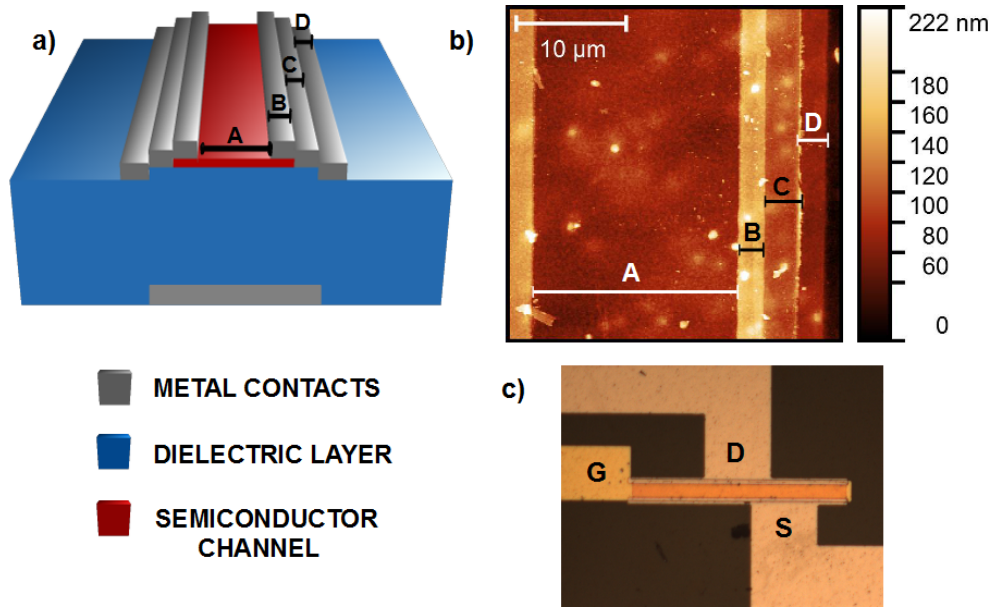 a)
D
C
B
A
METAL CONTACTS
DIELECTRIC LAYER
SEMICONDUCTOR
CHANNEL
b)
10 µm
D
C
B
A
222 nm
180
160
140
120
100
80
60
0
c)
D
G
S